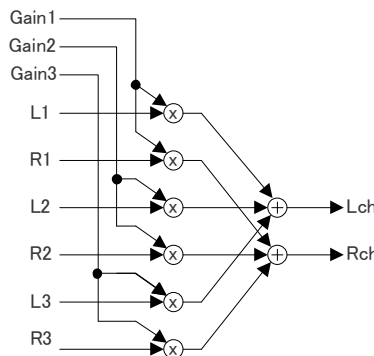 Gain1
Gain2
Gain3
L1
x
R1
x
L2
x
+
Lch
R2
x
+
Rch
L3
x
R3
x